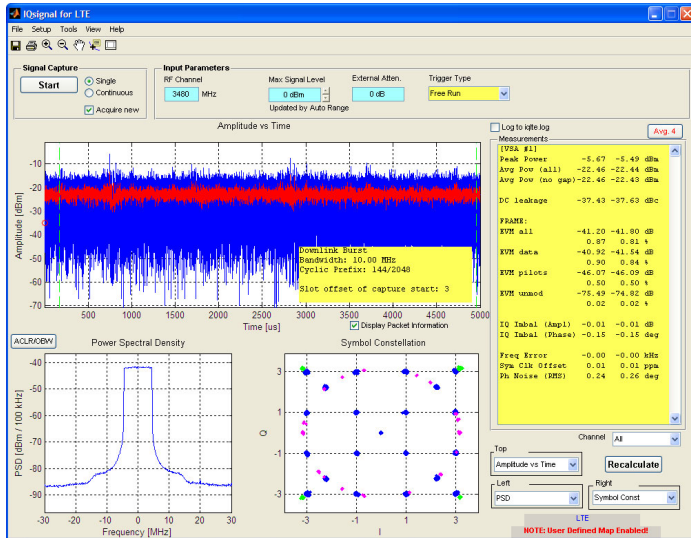 IQsignal for LTE
File Setup Tools View Help
Signal Capture
Start
Single
Continuous
Acquire new
Input Parameters
RF Channel
3480 MHz
Max Signal Level
0 dBm
Updated by Auto Range
External Atten.
0 dB
Trigger Type
Free Run
Amplitude vs Time
Amplitude [dBm]
-10
-20
-30
-40
-50
-60
-70
500 1000 1500 2000 2500 3000 3500 4000 4500 5000
Time [us]
Downlink Burst
Bandwidth: 10.00 MHz
Cyclic Prefix: 144/2048
Slot offset of capture start: 3
Display Packet Information
Log to iqlte.log
Avg. 4
Measurements
[VSA #1]
Peak Power -5.67 -5.49 dBm
Avg Pow (all) -22.46 -22.44 dBm
Avg Pow (no gap)-22.46 -22.43 dBm
DC leakage -37.43 -37.63 dBc
FRAME:
EVM all -41.20 -41.80 dB
0.87 0.81 %
EVM data -40.92 -41.54 dB
0.90 0.84 %
EVM pilots -46.07 -46.09 dB
0.50 0.50 %
EVM unmod -75.49 -74.82 dB
0.02 0.02 %
IQ Imbal (Ampl) -0.01 -0.01 dB
IQ Imbal (Phase) -0.15 -0.15 deg
Freq Error -0.00 -0.00 kHz
Sym Clk Offset 0.01 0.01 ppm
Ph Noise (RMS) 0.24 0.26 deg
ACLR/OBW
Power Spectral Density
PSD [dBm / 100 kHz]
-40
-50
-60
-70
-80
-90
-30 -20 -10 0 10 20 30
Frequency [MHz]
Symbol Constellation
Q
3
1
-1
-3
-3 -1 1 3
I
Channel All
Top
Amplitude vs Time
Recalculate
Left
PSD
Right
Symbol Const
LTE
NOTE: User Defined Map Enabled!